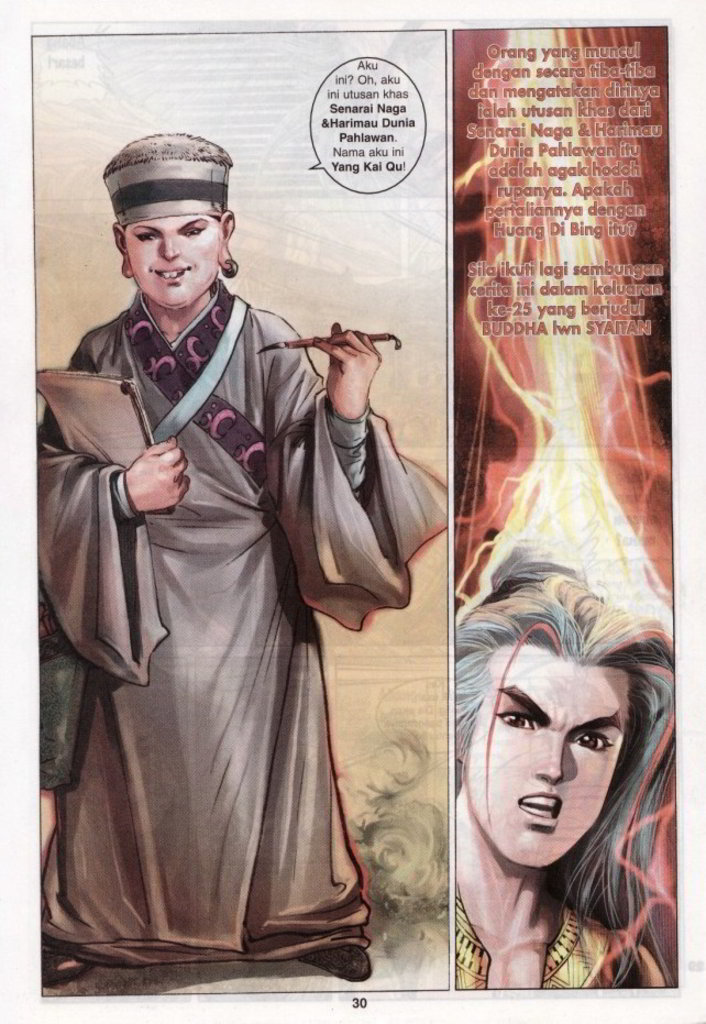 Aku
ini? Oh, aku
ini utusan khas
Senarai Naga
&Harimau Dunia
Pahlawan.
Nama aku ini
Yang Kai Qu!
Orang yang muncul
dengan secara tiba-tiba
dan mengatakan dirinya
ialah utusan khas dari
Senarai Naga & Harimau
Dunia Pahlawan itu
adalah agak hodoh
rupanya. Apakah
pertaliannya dengan
Huang Di Bing itu?
Sila ikuti lagi sambungan
cerita ini dalam keluaran
ke-25 yang berjudul
BUDDHA lwn SYAITAN
30